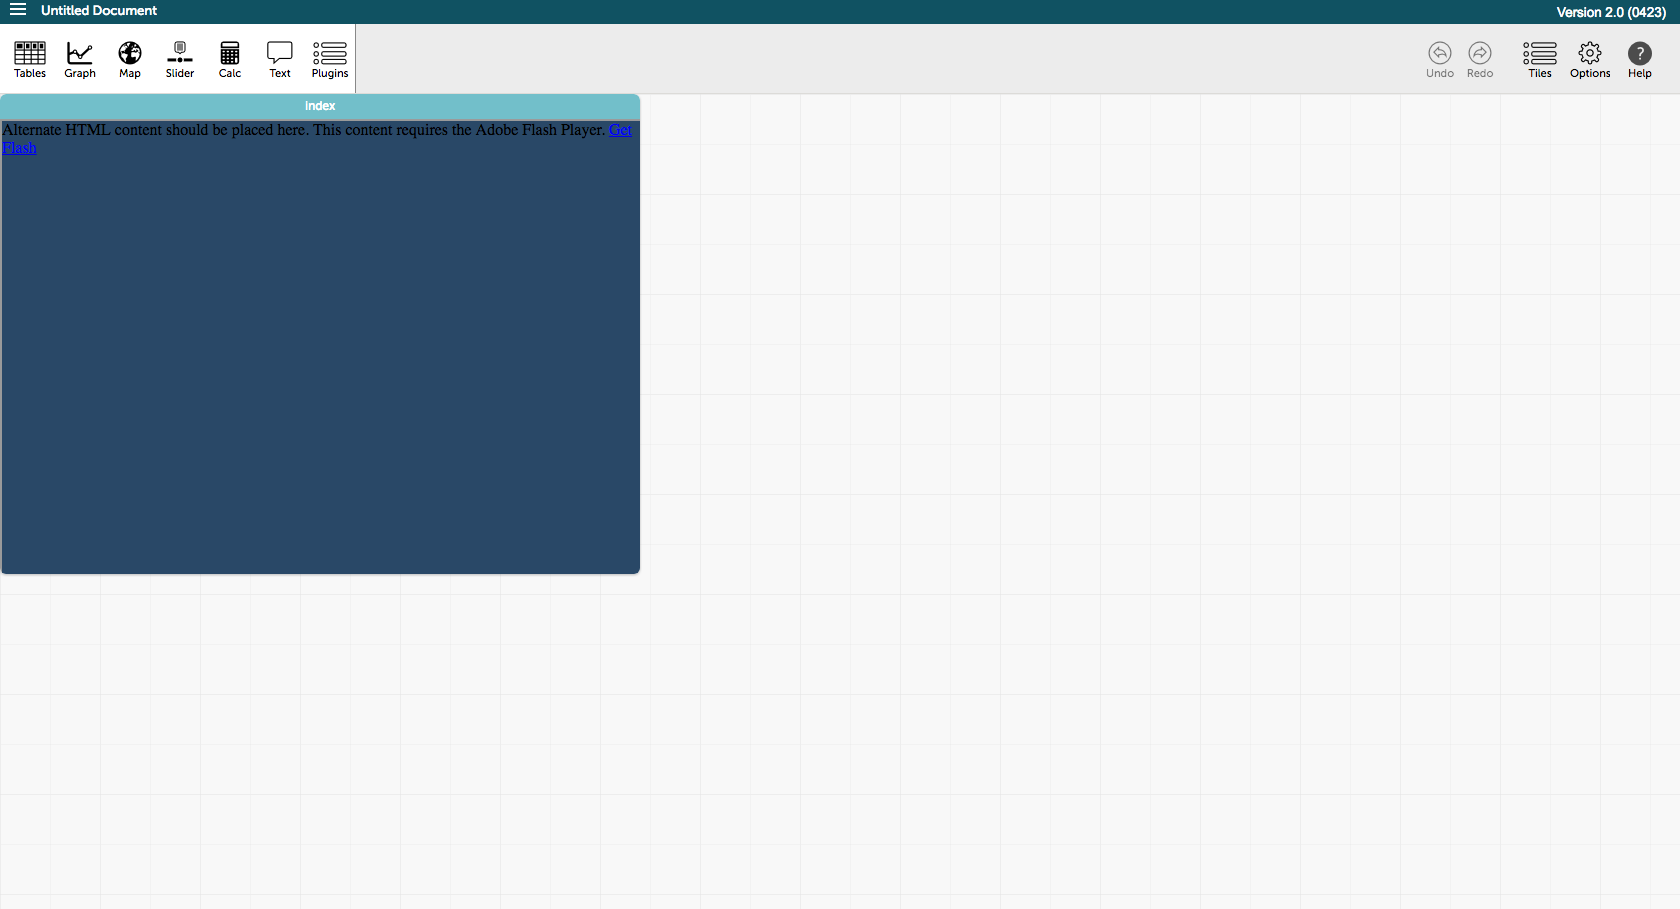 Untitled Document
Version 2.0 (0423)
Tables Graph Map Slider Calc Text Plugins
Undo Redo Tiles Options Help
Index
Alternate HTML content should be placed here. This content requires the Adobe Flash Player. Get
Flash